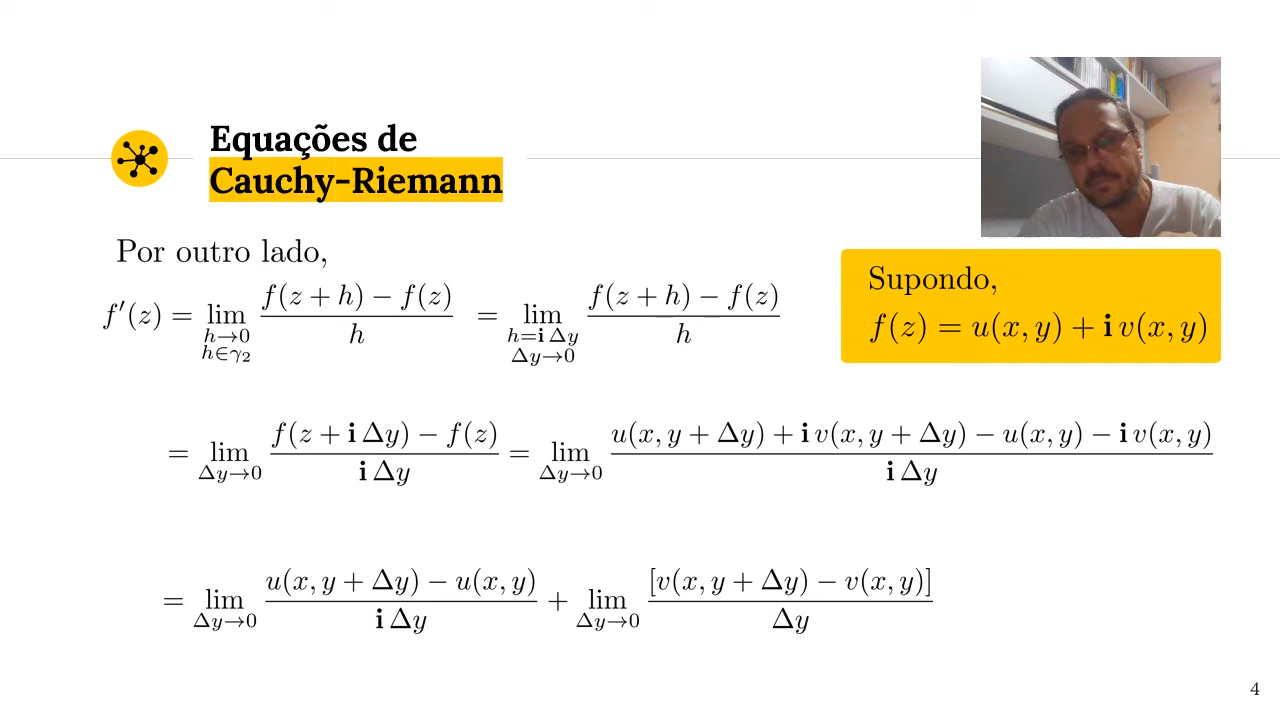 Equações de
Cauchy-Riemann
Por outro lado,
f′(z) = lim_{h→0, h∈γ₂} (f(z + h) − f(z))/h = lim_{h=i Δy, Δy→0} (f(z + h) − f(z))/h
Supondo,
f(z) = u(x, y) + i v(x, y)
= lim_{Δy→0} (f(z + i Δy) − f(z))/(i Δy) = lim_{Δy→0} (u(x, y + Δy) + i v(x, y + Δy) − u(x, y) − i v(x, y))/(i Δy)
= lim_{Δy→0} (u(x, y + Δy) − u(x, y))/(i Δy) + lim_{Δy→0} [v(x, y + Δy) − v(x, y)]/Δy
4